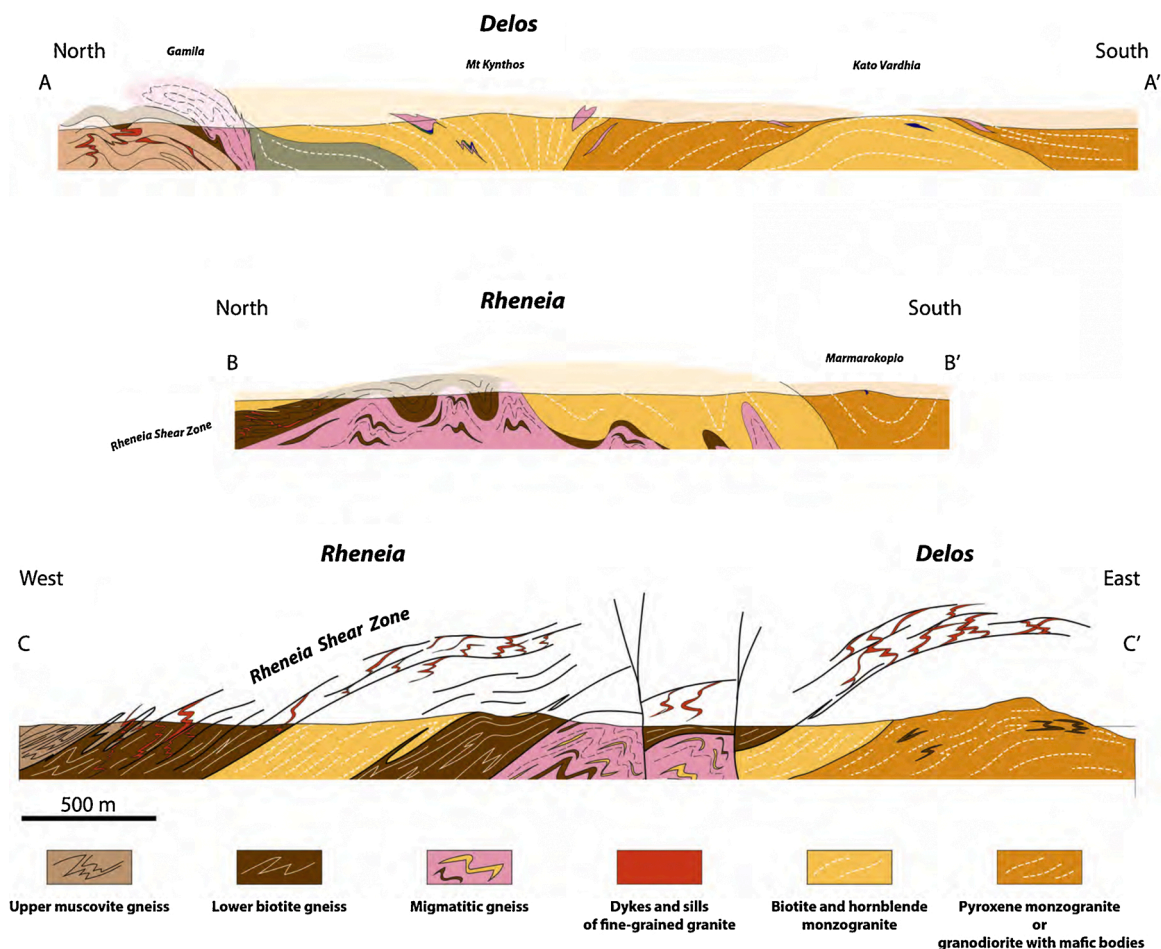 Delos
North
Gamila
Mt Kynthos
Kato Vardhia
South
A
A'
Rheneia
North
South
B
Marmarokopio
B'
Rheneia Shear Zone
Rheneia
Delos
West
East
Rheneia Shear Zone
C
C'
500 m
Upper muscovite gneiss
Lower biotite gneiss
Migmatitic gneiss
Dykes and sills
of fine-grained granite
Biotite and hornblende
monzogranite
Pyroxene monzogranite
or
granodiorite with mafic bodies